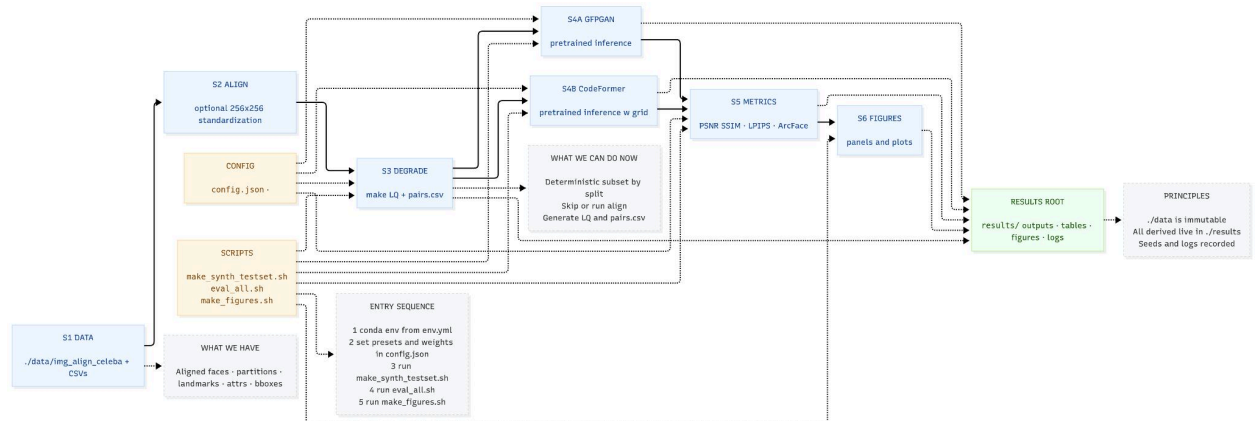 S4A GFPGAN
pretrained inference
S2 ALIGN
optional 256x256
standardization
S4B CodeFormer
pretrained inference w grid
S5 METRICS
PSNR SSIM · LPIPS · ArcFace
S6 FIGURES
panels and plots
CONFIG
config.json ·
S3 DEGRADE
make LQ + pairs.csv
WHAT WE CAN DO NOW
Deterministic subset by
split
Skip or run align
Generate LQ and pairs.csv
RESULTS ROOT
results/ outputs · tables ·
figures · logs
PRINCIPLES
./data is immutable
All derived live in ./results
Seeds and logs recorded
SCRIPTS
make_synth_testset.sh
eval_all.sh
make_figures.sh
ENTRY SEQUENCE
1 conda env from env.yml
2 set presets and weights
in config.json
3 run
make_synth_testset.sh
4 run eval_all.sh
5 run make_figures.sh
S1 DATA
./data/img_align_celeba +
CSVs
WHAT WE HAVE
Aligned faces · partitions ·
landmarks · attrs · bboxes